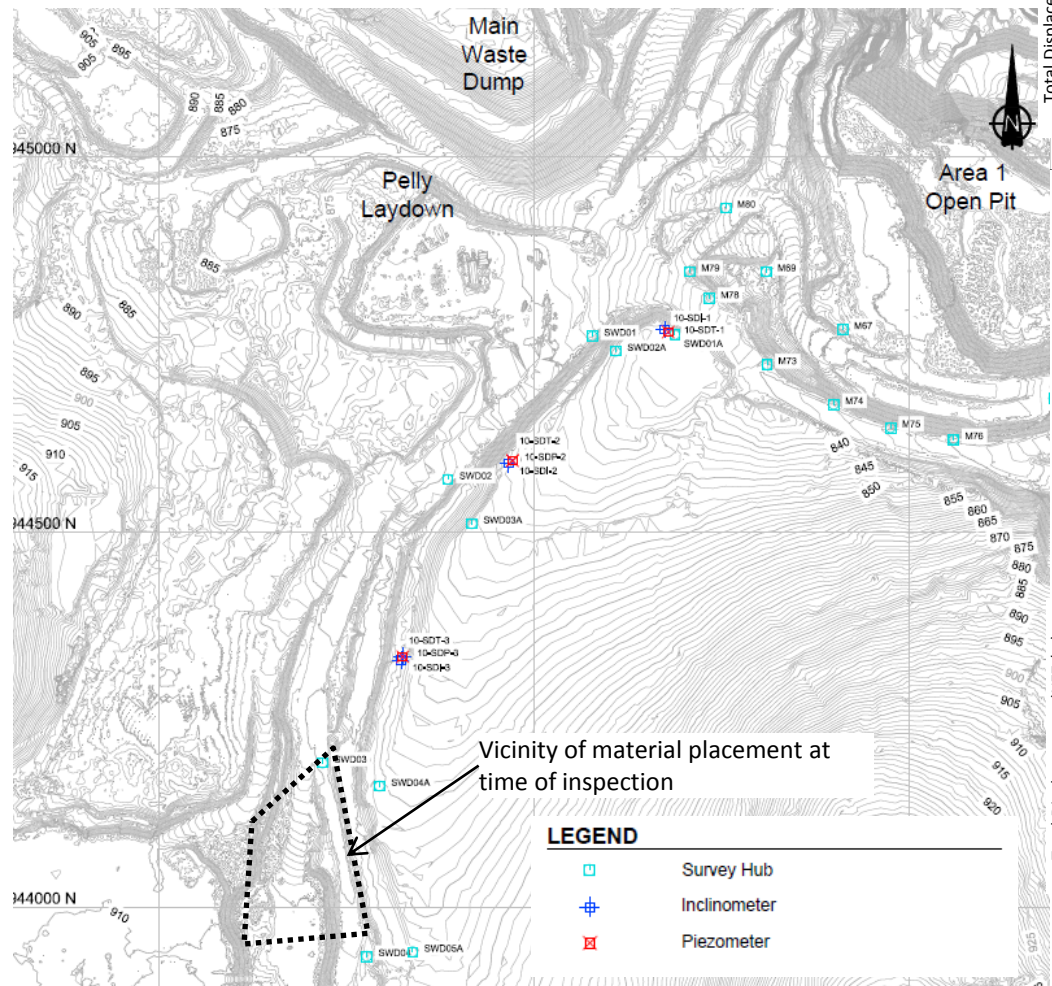 Main
Waste
Dump
Total Displace
N
Area 1
Open Pit
Pelly
Laydown
945000 N
944500 N
944000 N
905
905
905
895
895
890
885
880
875
885
890
885
895
900
905
910
915
910
M80
M79
M69
M78
M67
10-SDI-1
10-SDT-1
SWD01A
SWD01
SWD02A
M73
M74
M75
M76
840
845
850
855
860
865
870
875
880
885
890
895
900
905
910
915
920
925
10-SDT-2
10-SDP-2
10-SDI-2
SWD02
SWD03A
10-SDT-3
10-SDP-3
10-SDI-3
SWD03
SWD04A
SWD04
SWD05A
Vicinity of material placement at
time of inspection
LEGEND
Survey Hub
Inclinometer
Piezometer